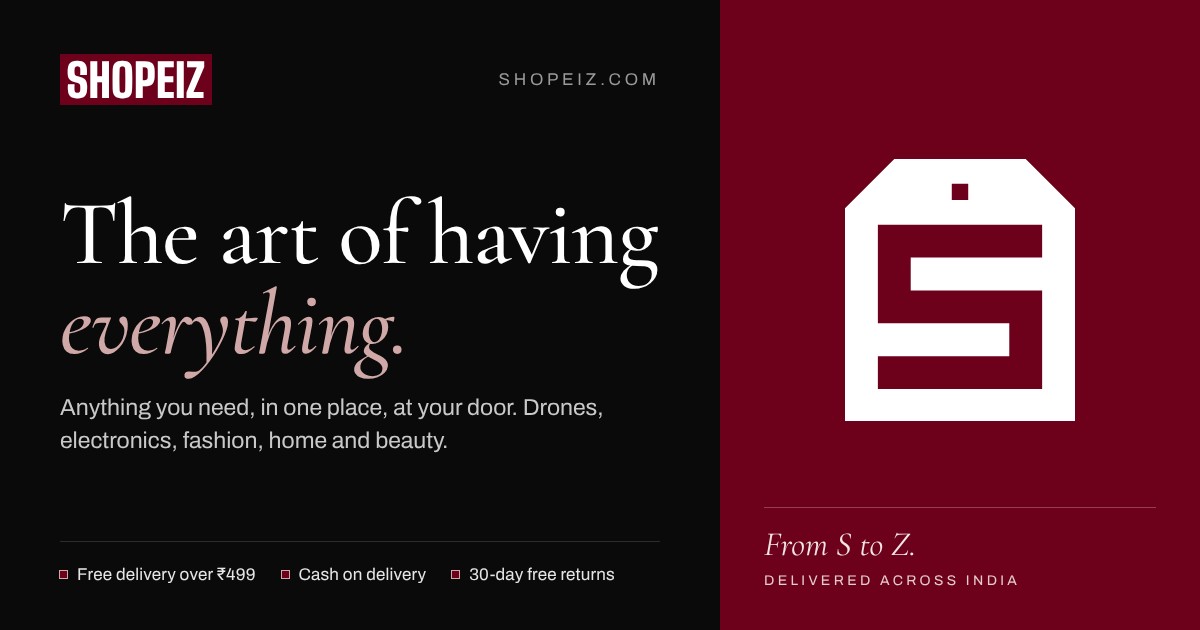 SHOPEIZ
SHOPEIZ.COM
The art of having
everything.
Anything you need, in one place, at your door. Drones,
electronics, fashion, home and beauty.
Free delivery over ₹499
Cash on delivery
30-day free returns
S
From S to Z.
DELIVERED ACROSS INDIA